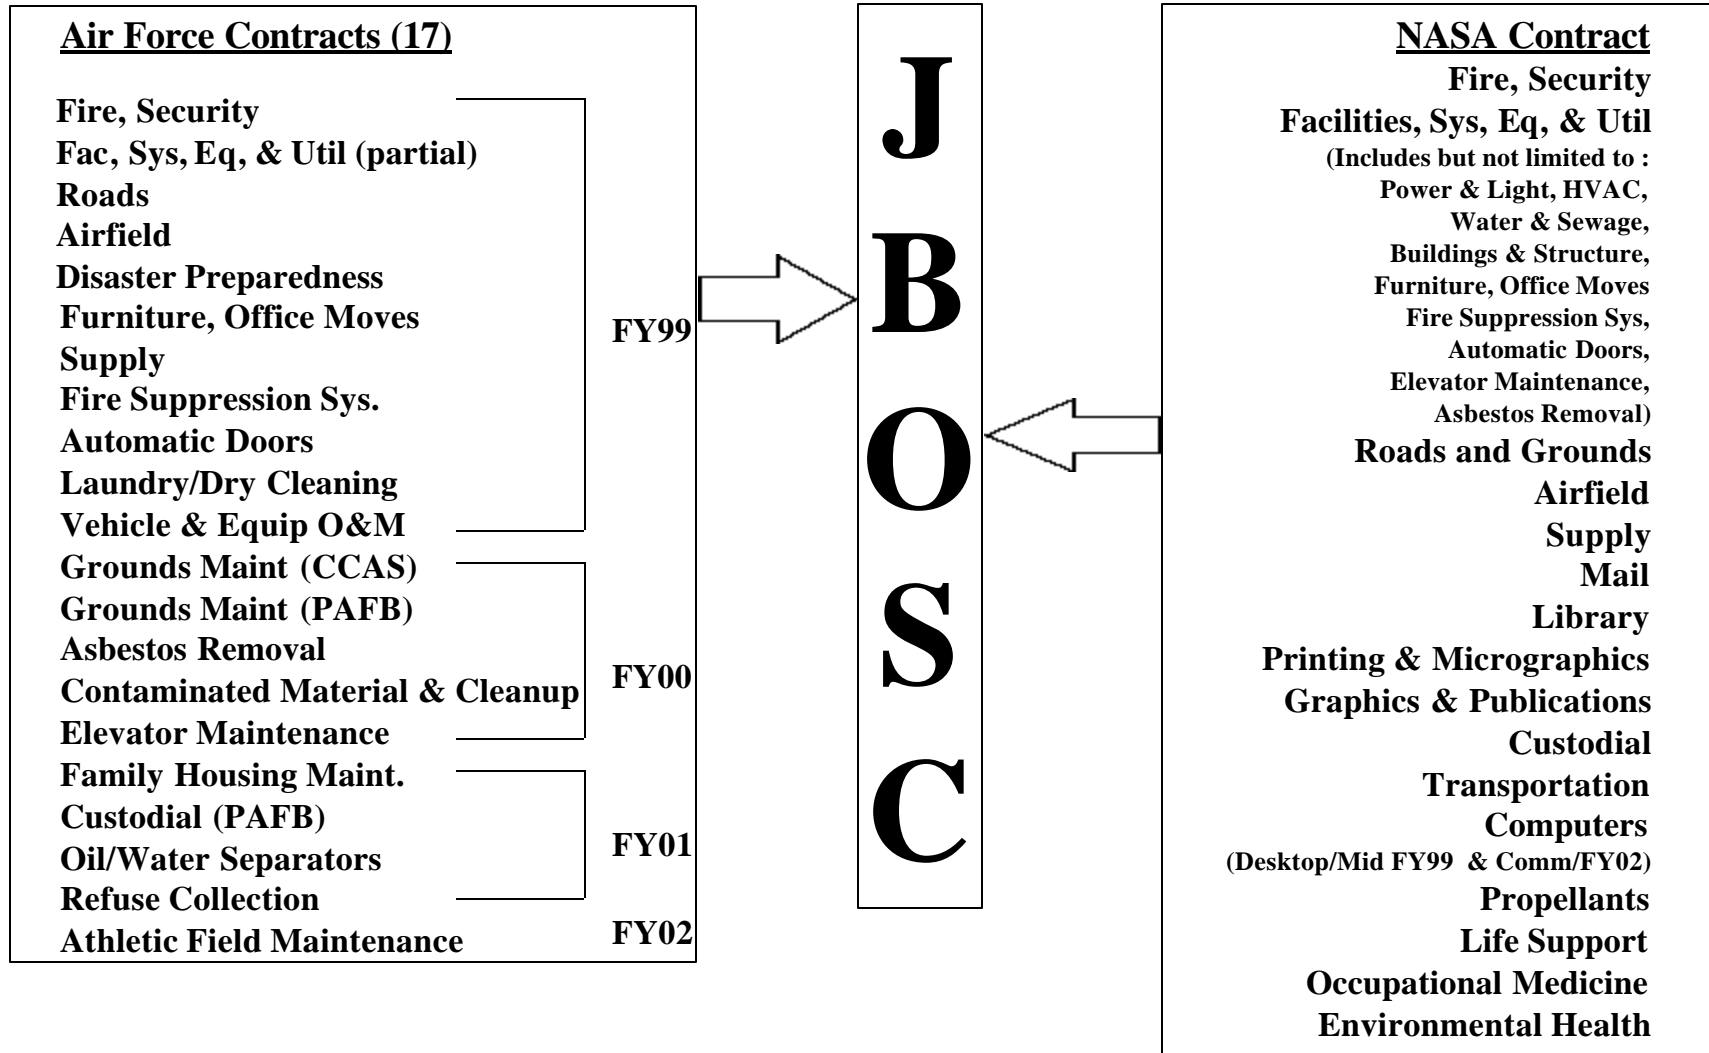 Air Force Contracts (17)
Fire, Security
Fac, Sys, Eq, & Util (partial)
Roads
Airfield
Disaster Preparedness
Furniture, Office Moves
Supply
Fire Suppression Sys.
Automatic Doors
Laundry/Dry Cleaning
Vehicle & Equip O&M
FY99
Grounds Maint (CCAS)
Grounds Maint (PAFB)
Asbestos Removal
Contaminated Material & Cleanup
Elevator Maintenance
FY00
Family Housing Maint.
Custodial (PAFB)
Oil/Water Separators
Refuse Collection
FY01
Athletic Field Maintenance
FY02
J
B
O
S
C
NASA Contract
Fire, Security
Facilities, Sys, Eq, & Util
(Includes but not limited to :
Power & Light, HVAC,
Water & Sewage,
Buildings & Structure,
Furniture, Office Moves
Fire Suppression Sys,
Automatic Doors,
Elevator Maintenance,
Asbestos Removal)
Roads and Grounds
Airfield
Supply
Mail
Library
Printing & Micrographics
Graphics & Publications
Custodial
Transportation
Computers
(Desktop/Mid FY99 & Comm/FY02)
Propellants
Life Support
Occupational Medicine
Environmental Health